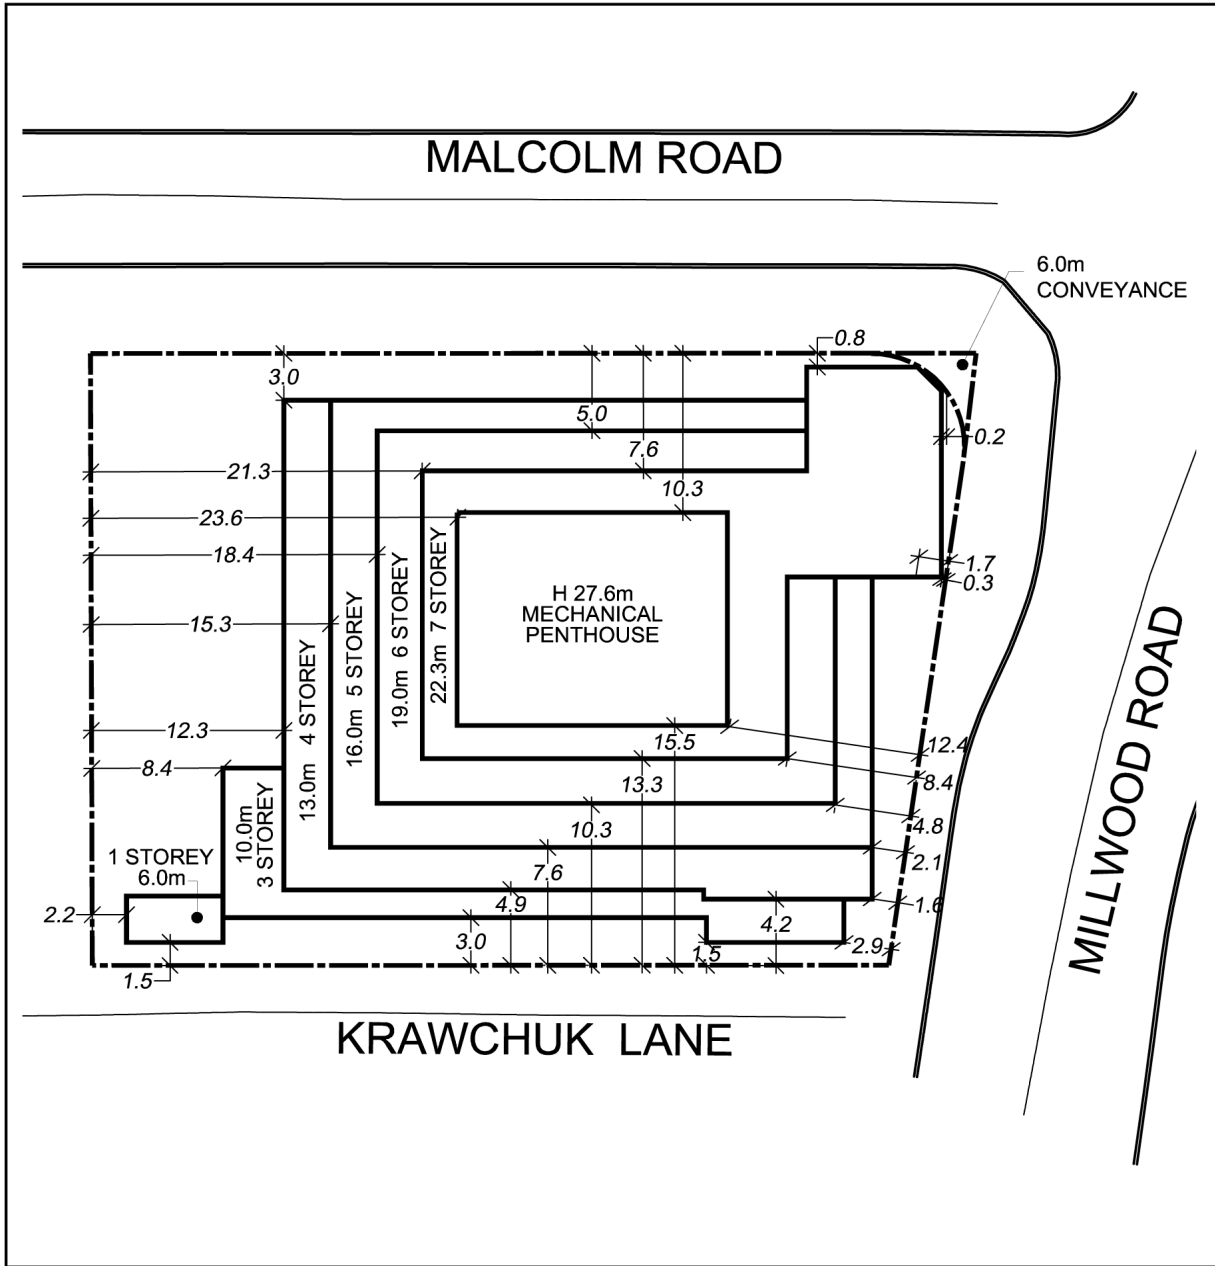 MALCOLM ROAD
6.0m
CONVEYANCE
0.8
3.0
5.0
0.2
7.6
21.3
10.3
23.6
18.4
1.7
0.3
H 27.6m
MECHANICAL
PENTHOUSE
15.3
13.0m 4 STOREY
16.0m 5 STOREY
19.0m 6 STOREY
22.3m 7 STOREY
12.3
15.5
12.4
8.4
13.3
8.4
10.0m
3 STOREY
10.3
4.8
1 STOREY
6.0m
7.6
2.1
2.2
4.9
4.2
1.6
3.0
1.5
2.9
1.5
MILLWOOD ROAD
KRAWCHUK LANE